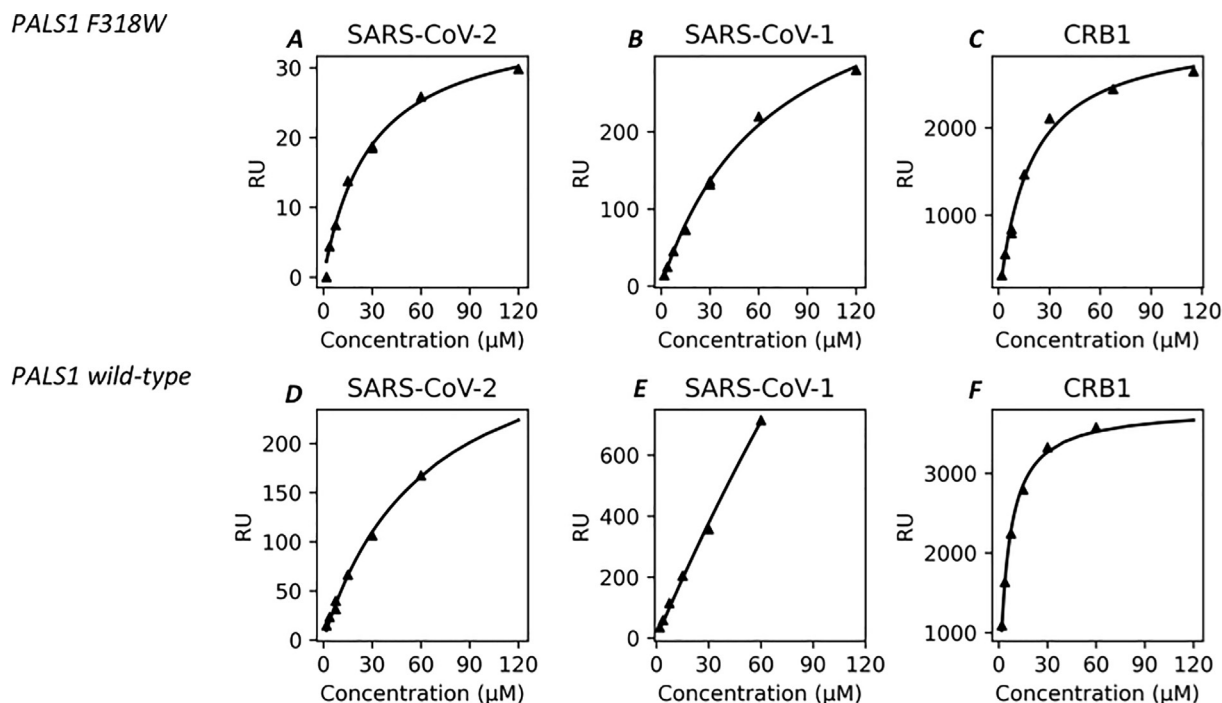 PALS1 F318W
A SARS-CoV-2
B SARS-CoV-1
C CRB1
30
20
10
0
RU
0 30 60 90 120
Concentration (μM)
200
100
0
RU
0 30 60 90 120
Concentration (μM)
2000
1000
RU
0 30 60 90 120
Concentration (μM)
PALS1 wild-type
D SARS-CoV-2
E SARS-CoV-1
F CRB1
200
150
100
50
0
RU
0 30 60 90 120
Concentration (μM)
600
400
200
0
RU
0 30 60 90 120
Concentration (μM)
3000
2000
1000
RU
0 30 60 90 120
Concentration (μM)